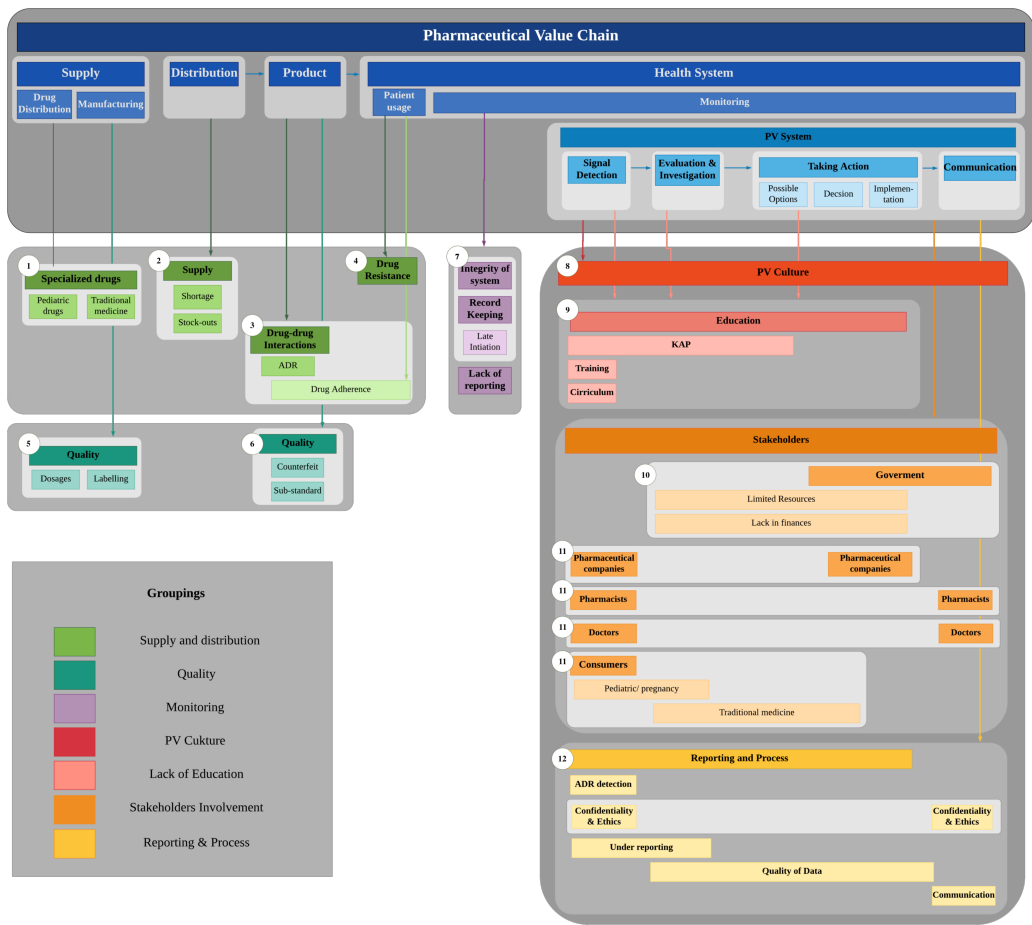 Pharmaceutical Value Chain
Supply
Distribution
Product
Health System
Drug
Distribution
Manufacturing
Patient
usage
Monitoring
PV System
Signal
Detection
Evaluation &
Investigation
Taking Action
Communication
Possible
Options
Decsion
Implemen-
tation
1
Specialized drugs
Pediatric
drugs
Traditional
medicine
2
Supply
Shortage
Stock-outs
3
Drug-drug
Interactions
ADR
Drug Adherence
4
Drug
Resistance
5
Quality
Dosages
Labelling
6
Quality
Counterfeit
Sub-standard
7
Integrity of
system
Record
Keeping
Late
Intiation
Lack of
reporting
8
PV Culture
9
Education
KAP
Training
Cirriculum
Stakeholders
10
Goverment
Limited Resources
Lack in finances
11
Pharmaceutical
companies
Pharmaceutical
companies
11
Pharmacists
Pharmacists
11
Doctors
Doctors
11
Consumers
Pediatric/ pregnancy
Traditional medicine
12
Reporting and Process
ADR detection
Confidentiality
& Ethics
Confidentiality
& Ethics
Under reporting
Quality of Data
Communication
Groupings
Supply and distribution
Quality
Monitoring
PV Cukture
Lack of Education
Stakeholders Involvement
Reporting & Process